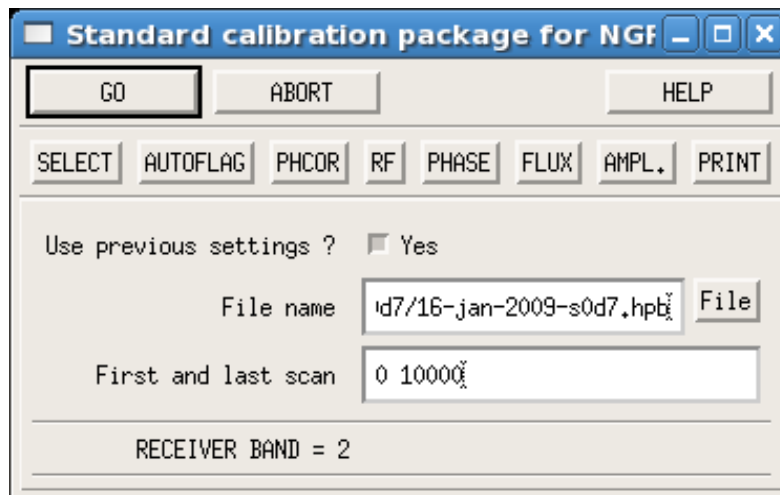 Standard calibration package for NGF
GO ABORT HELP
SELECT AUTOFLAG PHCOR RF PHASE FLUX AMPL. PRINT
Use previous settings ? Yes
File name d7/16-jan-2009-s0d7.hpb File
First and last scan 0 10000
RECEIVER BAND = 2